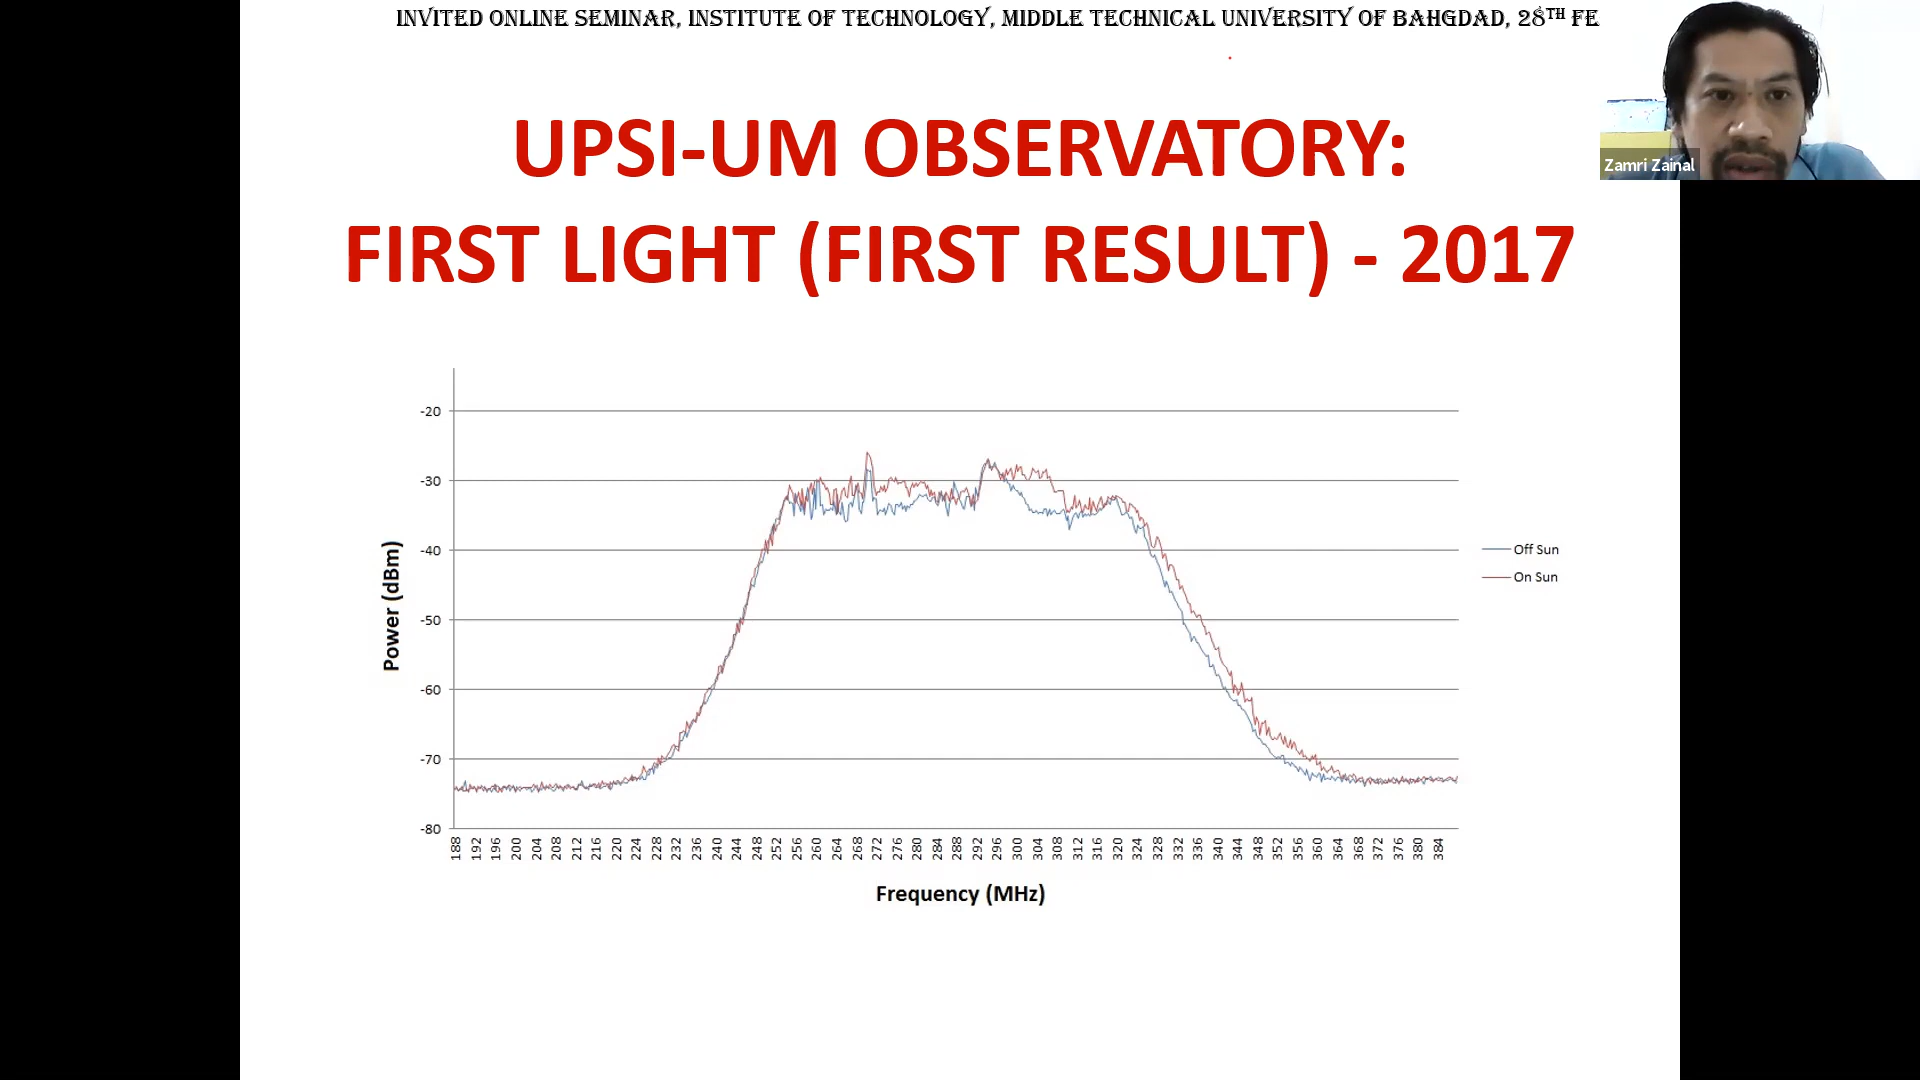 INVITED ONLINE SEMINAR, INSTITUTE OF TECHNOLOGY, MIDDLE TECHNICAL UNIVERSITY OF BAHGDAD, 28TH FE
Zamri Zainal
UPSI-UM OBSERVATORY:
FIRST LIGHT (FIRST RESULT) - 2017
-20
-30
-40
-50
-60
-70
-80
Power (dBm)
Off Sun
On Sun
188 192 196 200 204 208 212 216 220 224 228 232 236 240 244 248 252 256 260 264 268 272 276 280 284 288 292 296 300 304 308 312 316 320 324 328 332 336 340 344 348 352 356 360 364 368 372 376 380 384
Frequency (MHz)